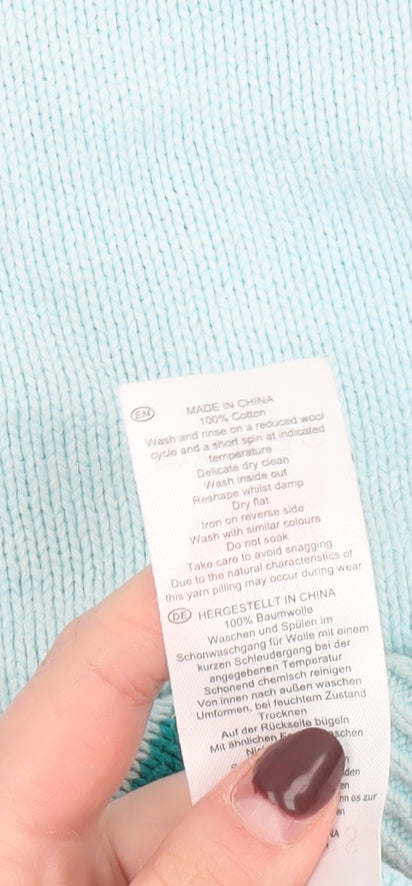 EN
MADE IN CHINA
100% Cotton
Wash and rinse on a reduced wool
cycle and a short spin at indicated
temperature
Delicate dry clean
Wash inside out
Reshape whilst damp
Dry flat
Iron on reverse side
Wash with similar colours
Do not soak
Take care to avoid snagging
Due to the natural characteristics of
this yarn pilling may occur during wear
DE HERGESTELLT IN CHINA
100% Baumwolle
Waschen und Spülen im
Schonwaschgang für Wolle mit einem
kurzen Schleudergang bei der
angegebenen Temperatur
Schonend chemisch reinigen
Von innen nach außen waschen
Umformen, bei feuchtem Zustand
Trocknen
Auf der Rückseite bügeln
Mit ähnlichen